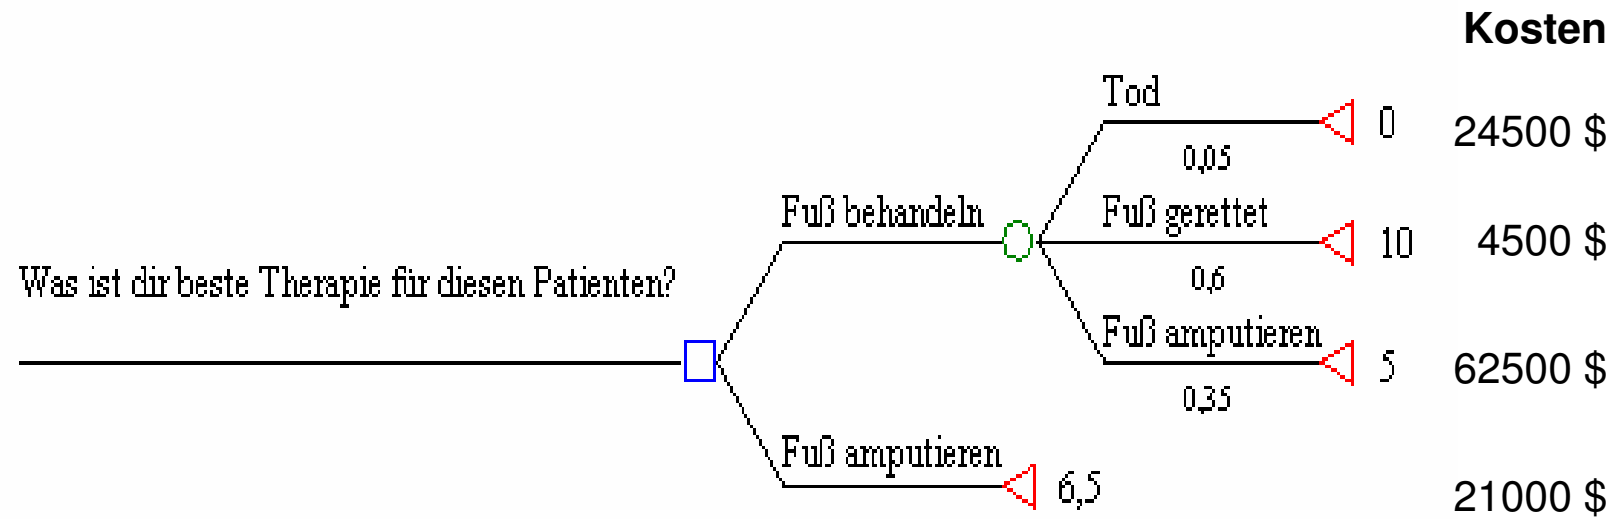 Kosten
Tod
0
24500 $
0,05
Fuß behandeln
Fuß gerettet
10
4500 $
0,6
Was ist dir beste Therapie für diesen Patienten?
Fuß amputieren
5
62500 $
0,35
Fuß amputieren
6,5
21000 $